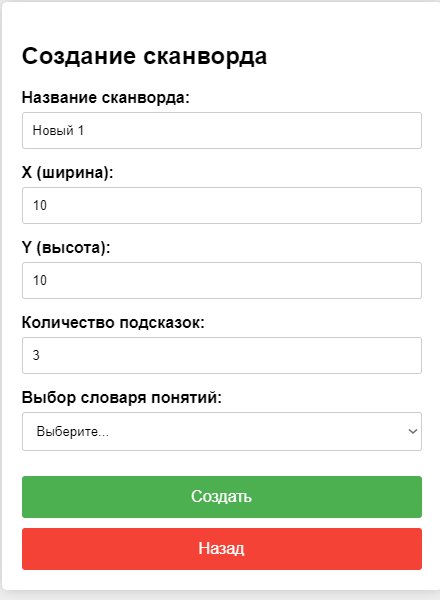 Создание сканворда
Название сканворда:
Новый 1
X (ширина):
10
Y (высота):
10
Количество подсказок:
3
Выбор словаря понятий:
Выберите...
Создать
Назад